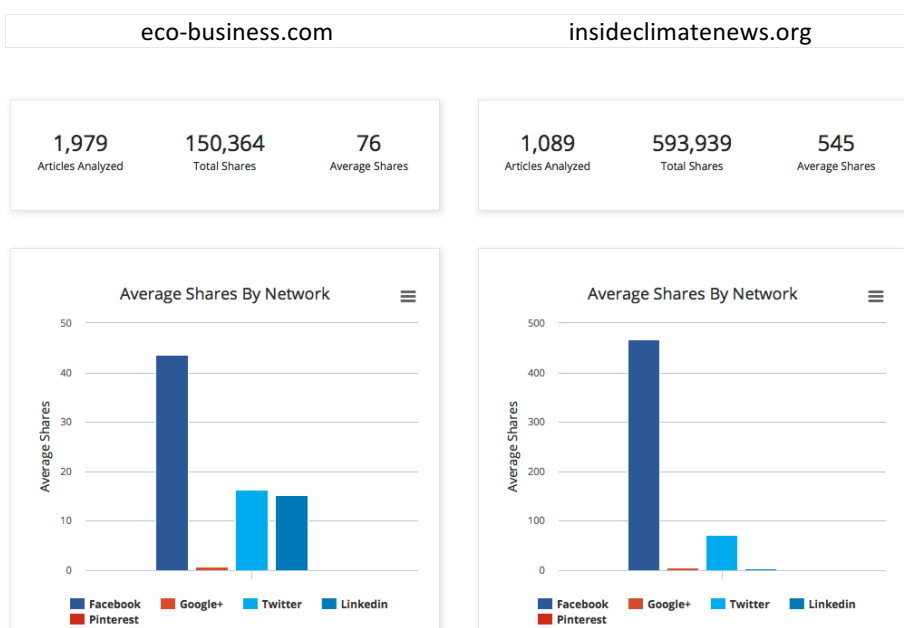 eco-business.com
insideclimatenews.org
1,979
150,364
76
Articles Analyzed
Total Shares
Average Shares
1,089
593,939
545
Articles Analyzed
Total Shares
Average Shares
Average Shares By Network
50
40
30
20
10
0
Average Shares
Facebook
Google+
Twitter
Linkedin
Pinterest
Average Shares By Network
500
400
300
200
100
0
Average Shares
Facebook
Google+
Twitter
Linkedin
Pinterest